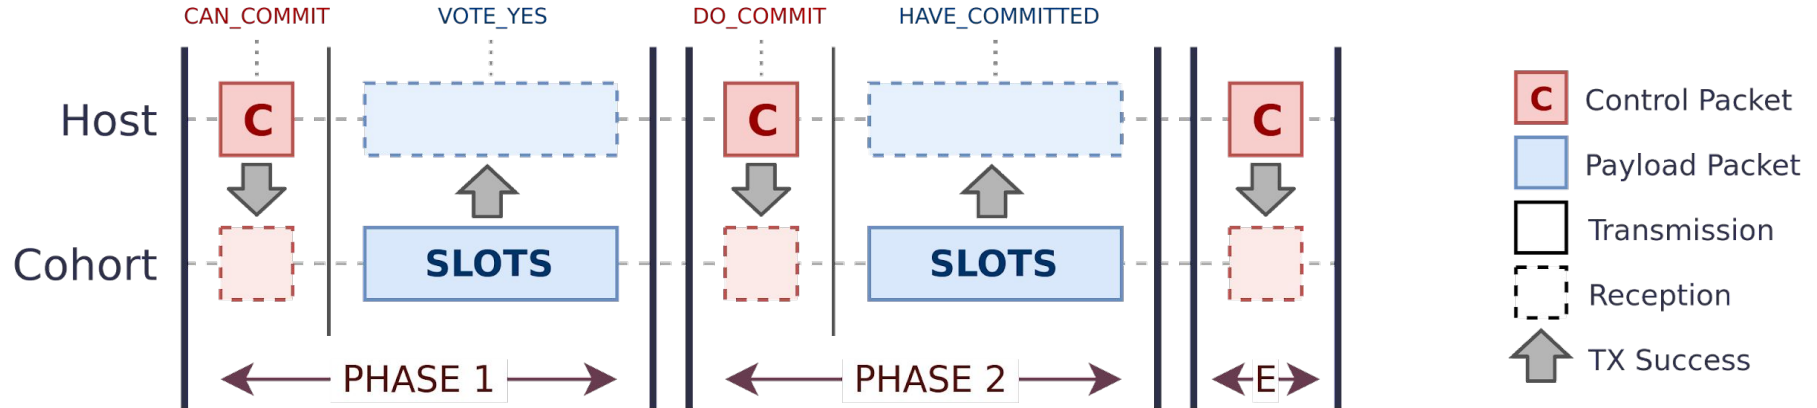 CAN_COMMIT VOTE_YES DO_COMMIT HAVE_COMMITTED
Host C C C
Cohort SLOTS SLOTS
PHASE 1 PHASE 2 E
C Control Packet
Payload Packet
Transmission
Reception
TX Success